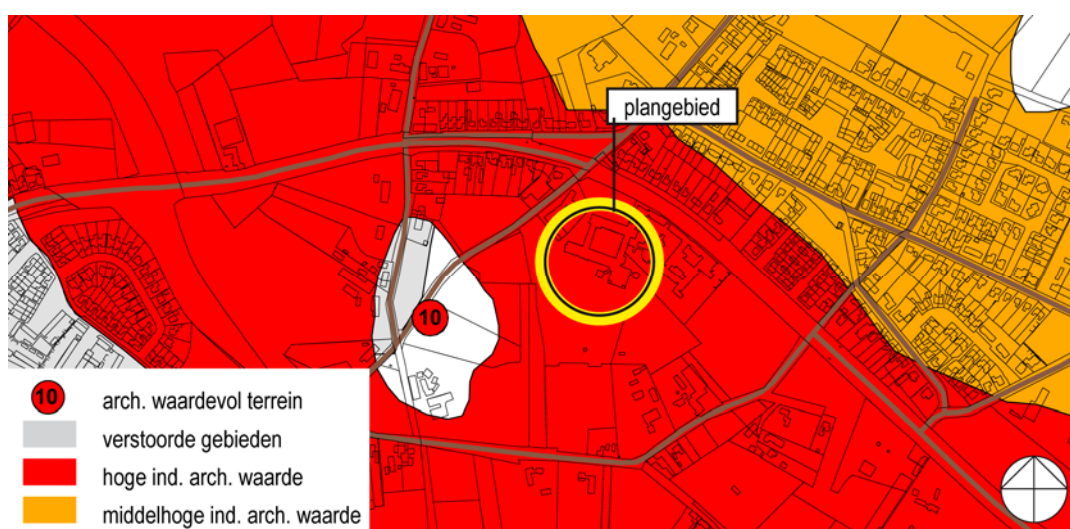 plangebied
10
10 arch. waardevol terrein
verstoorde gebieden
hoge ind. arch. waarde
middelhoge ind. arch. waarde